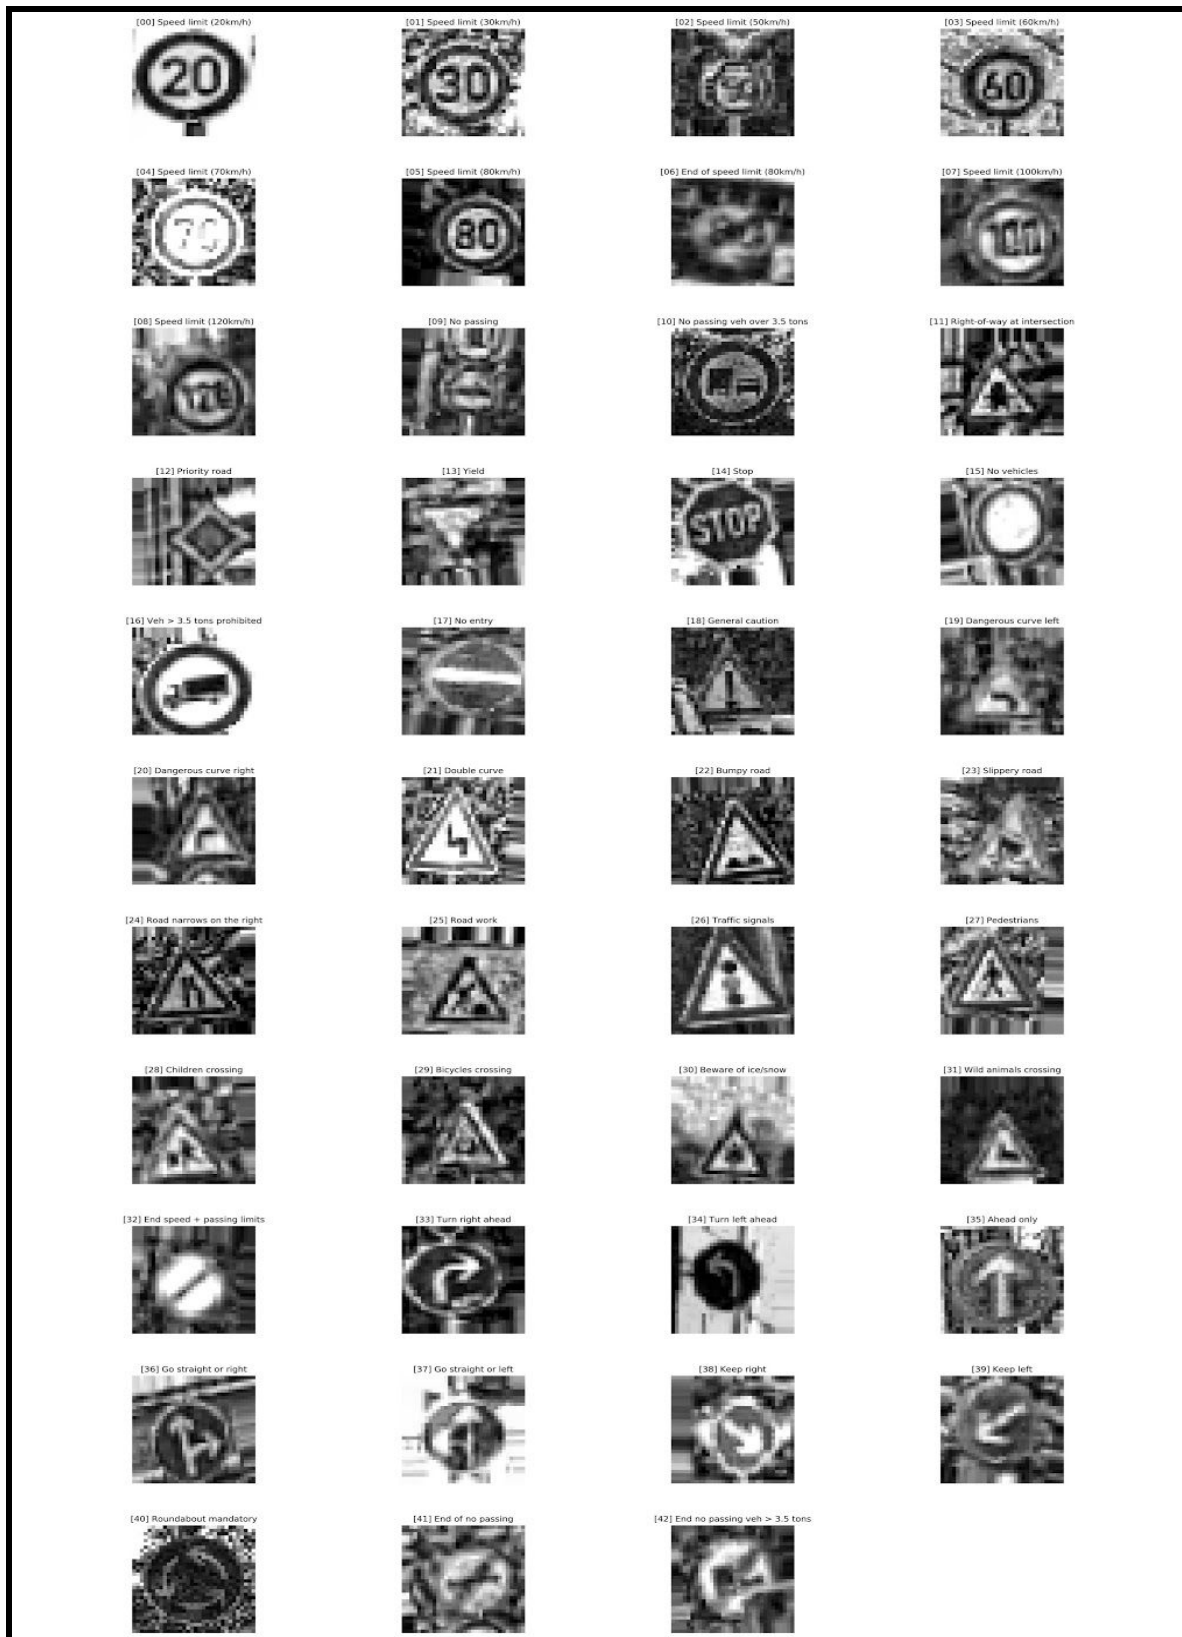 [00] Speed limit (20km/h)
[01] Speed limit (30km/h)
[02] Speed limit (50km/h)
[03] Speed limit (60km/h)
20
30
50
60
[04] Speed limit (70km/h)
[05] Speed limit (80km/h)
[06] End of speed limit (80km/h)
[07] Speed limit (100km/h)
70
80
100
[08] Speed limit (120km/h)
[09] No passing
[10] No passing veh over 3.5 tons
[11] Right-of-way at intersection
120
[12] Priority road
[13] Yield
[14] Stop
[15] No vehicles
STOP
[16] Veh > 3.5 tons prohibited
[17] No entry
[18] General caution
[19] Dangerous curve left
[20] Dangerous curve right
[21] Double curve
[22] Bumpy road
[23] Slippery road
[24] Road narrows on the right
[25] Road work
[26] Traffic signals
[27] Pedestrians
[28] Children crossing
[29] Bicycles crossing
[30] Beware of ice/snow
[31] Wild animals crossing
[32] End speed + passing limits
[33] Turn right ahead
[34] Turn left ahead
[35] Ahead only
[36] Go straight or right
[37] Go straight or left
[38] Keep right
[39] Keep left
[40] Roundabout mandatory
[41] End of no passing
[42] End no passing veh > 3.5 tons